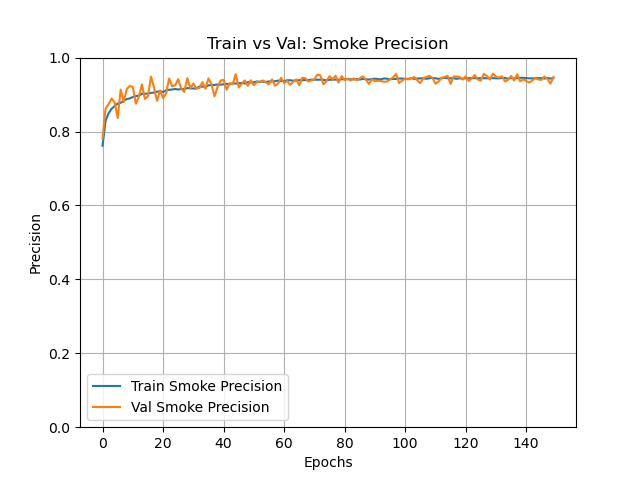 Train vs Val: Smoke Precision
1.0
0.8
0.6
0.4
0.2
0.0
Precision
Train Smoke Precision
Val Smoke Precision
0 20 40 60 80 100 120 140
Epochs